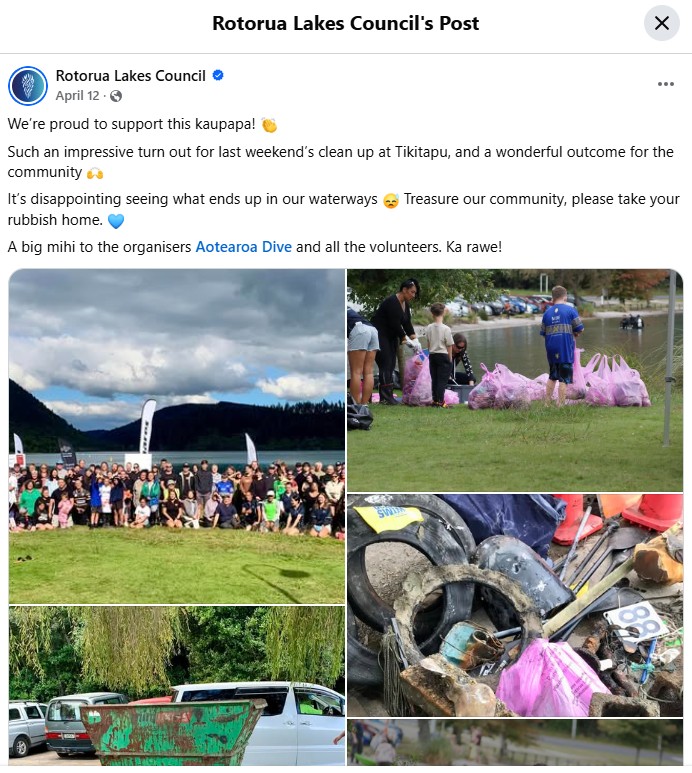 Rotorua Lakes Council's Post
Rotorua Lakes Council
April 12 ·
We're proud to support this kaupapa! 👏
Such an impressive turn out for last weekend's clean up at Tikitapu, and a wonderful outcome for the
community 🙌
It's disappointing seeing what ends up in our waterways 😓 Treasure our community, please take your
rubbish home. 💙
A big mihi to the organisers Aotearoa Dive and all the volunteers. Ka rawe!